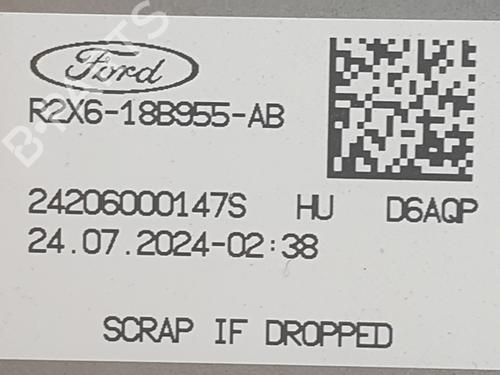 Ford
R2X6-18B955-AB
24206000147S HU D6AQP
24.07.2024-02:38
SCRAP IF DROPPED